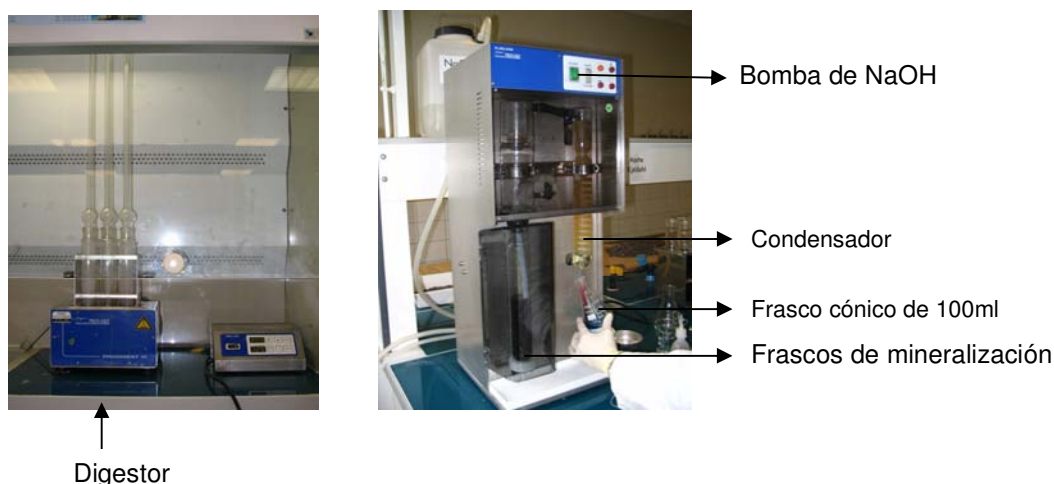 Bomba de NaOH
Condensador
Frasco cónico de 100ml
Frascos de mineralización
Digestor